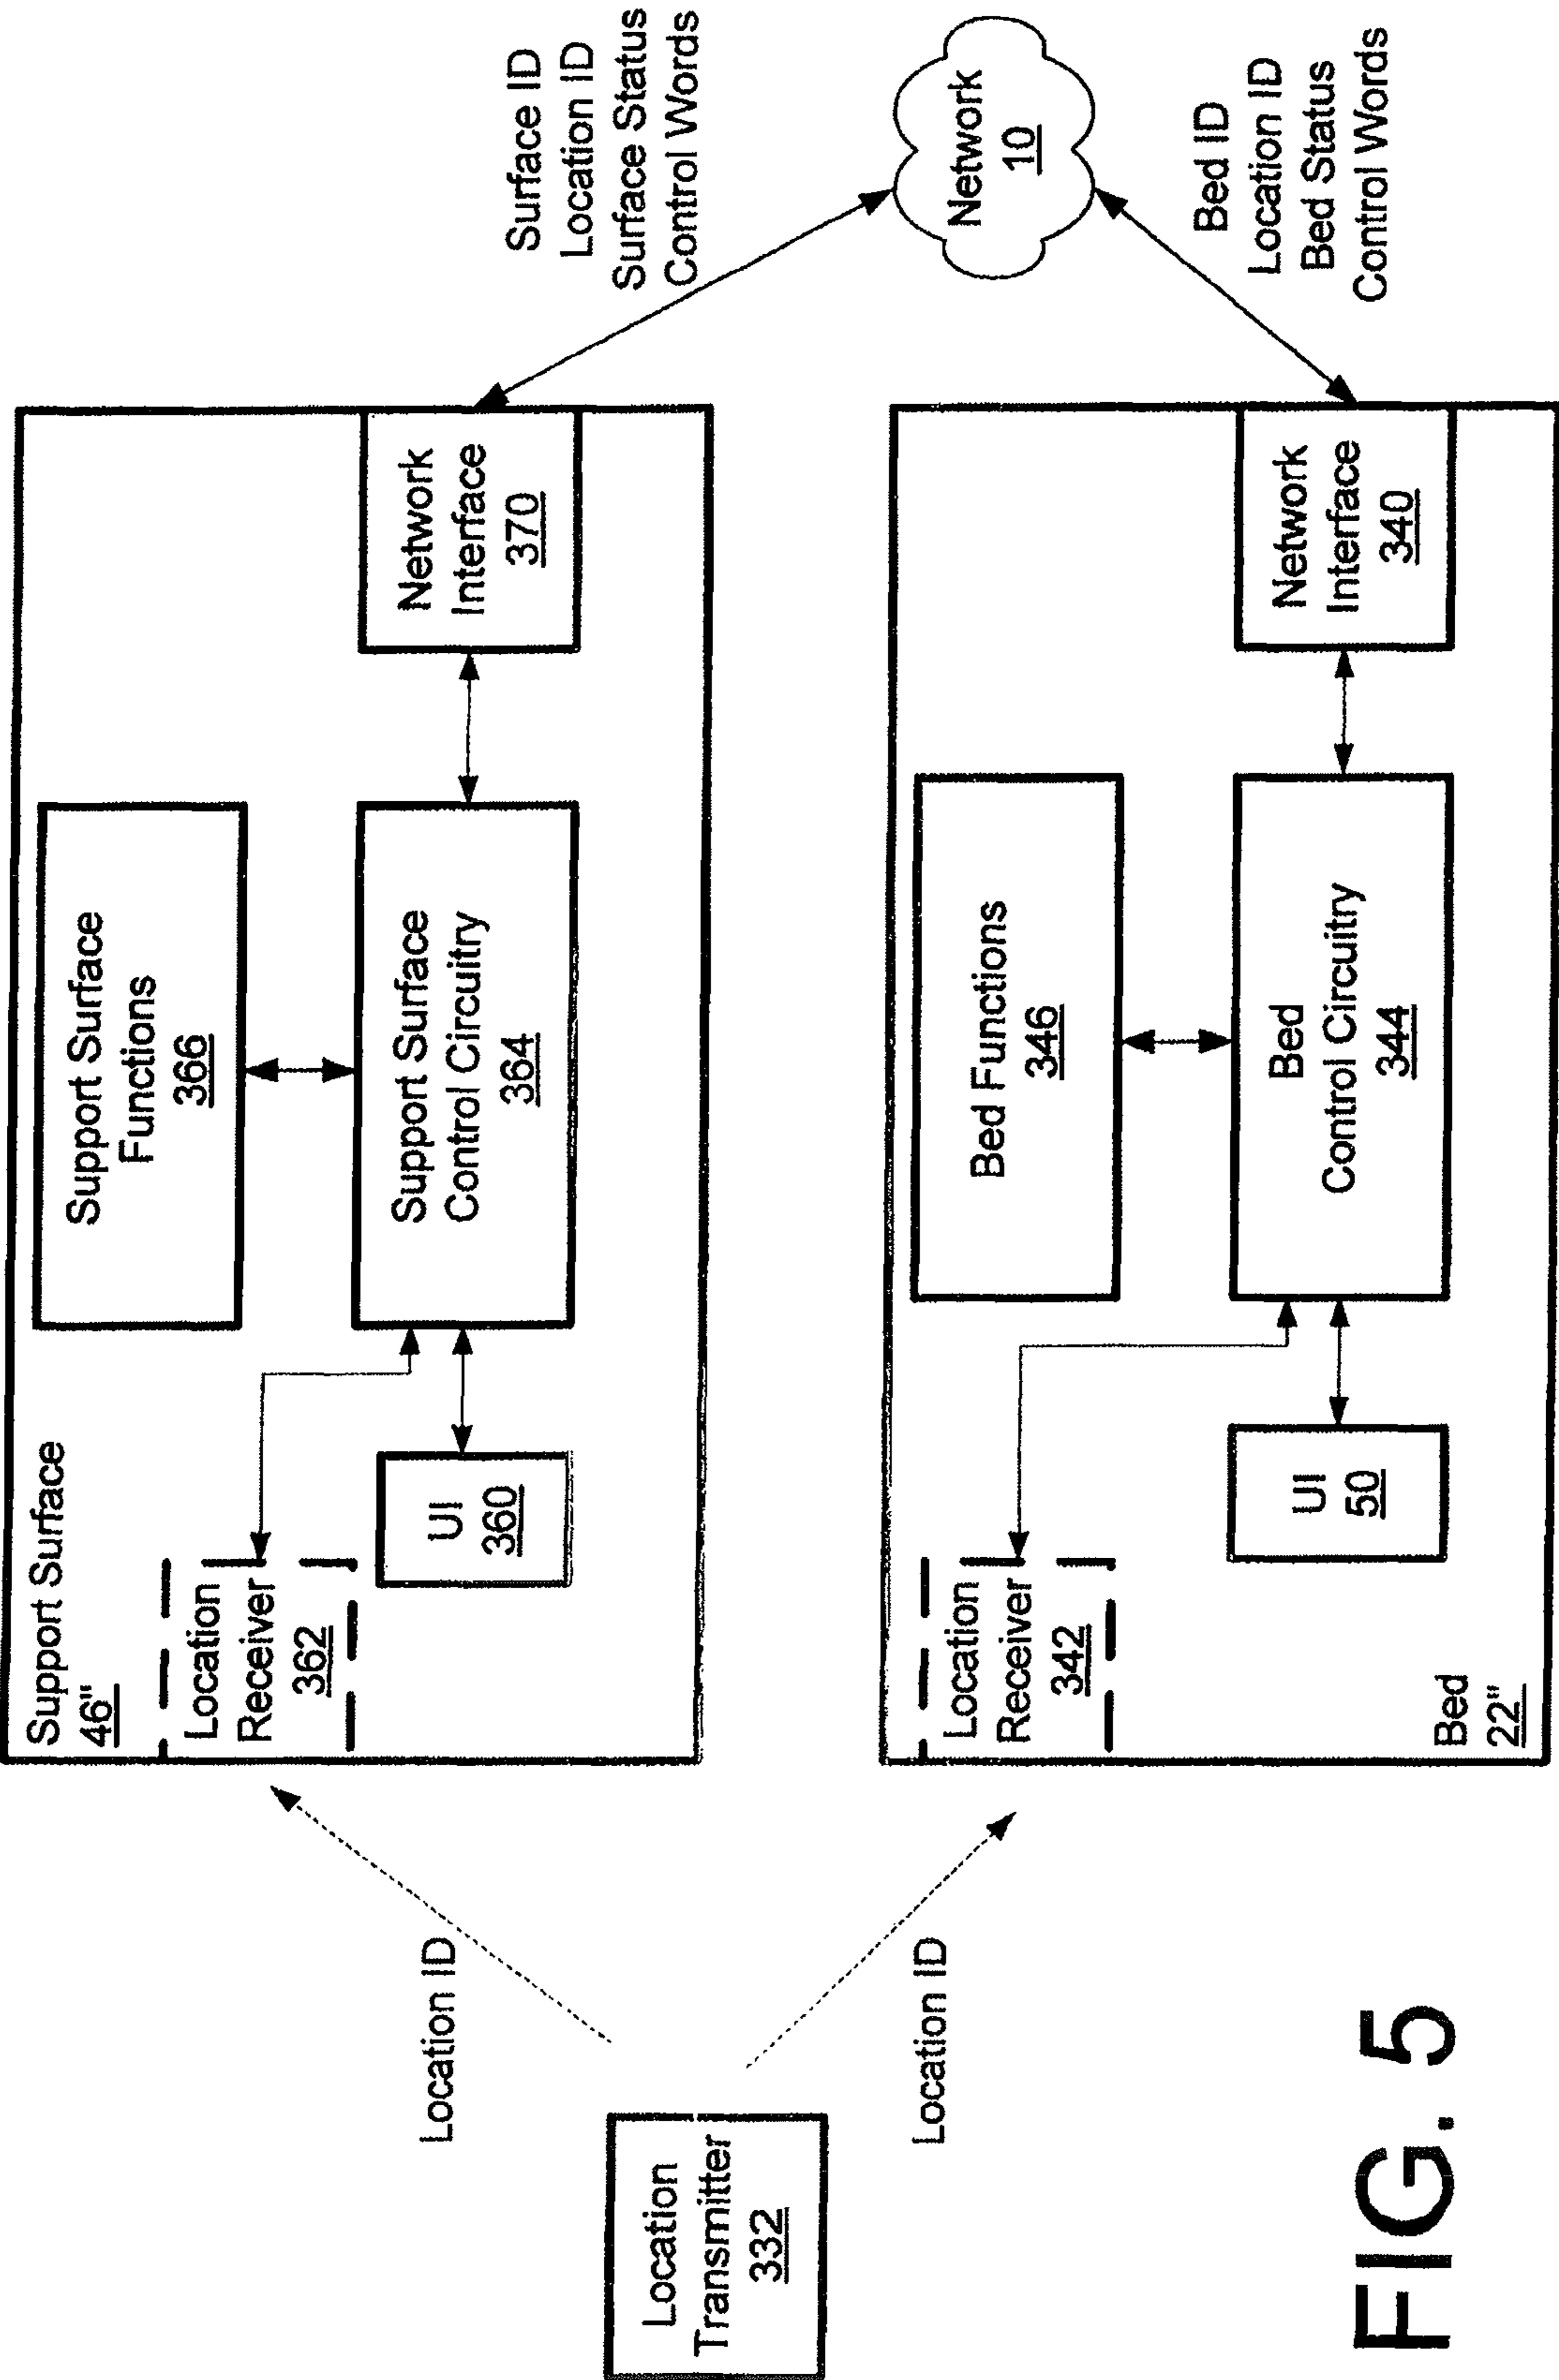 Support Surface
46"
Location
Receiver
362
UI
360
Support Surface
Functions
366
Support Surface
Control Circuitry
364
Network
Interface
370
Surface ID
Location ID
Surface Status
Control Words
Location ID
Location
Transmitter
332
Location ID
Network
10
Bed ID
Location ID
Bed Status
Control Words
Location
Receiver
342
UI
50
Bed Functions
346
Bed
Control Circuitry
344
Network
Interface
340
Bed
22"
FIG. 5